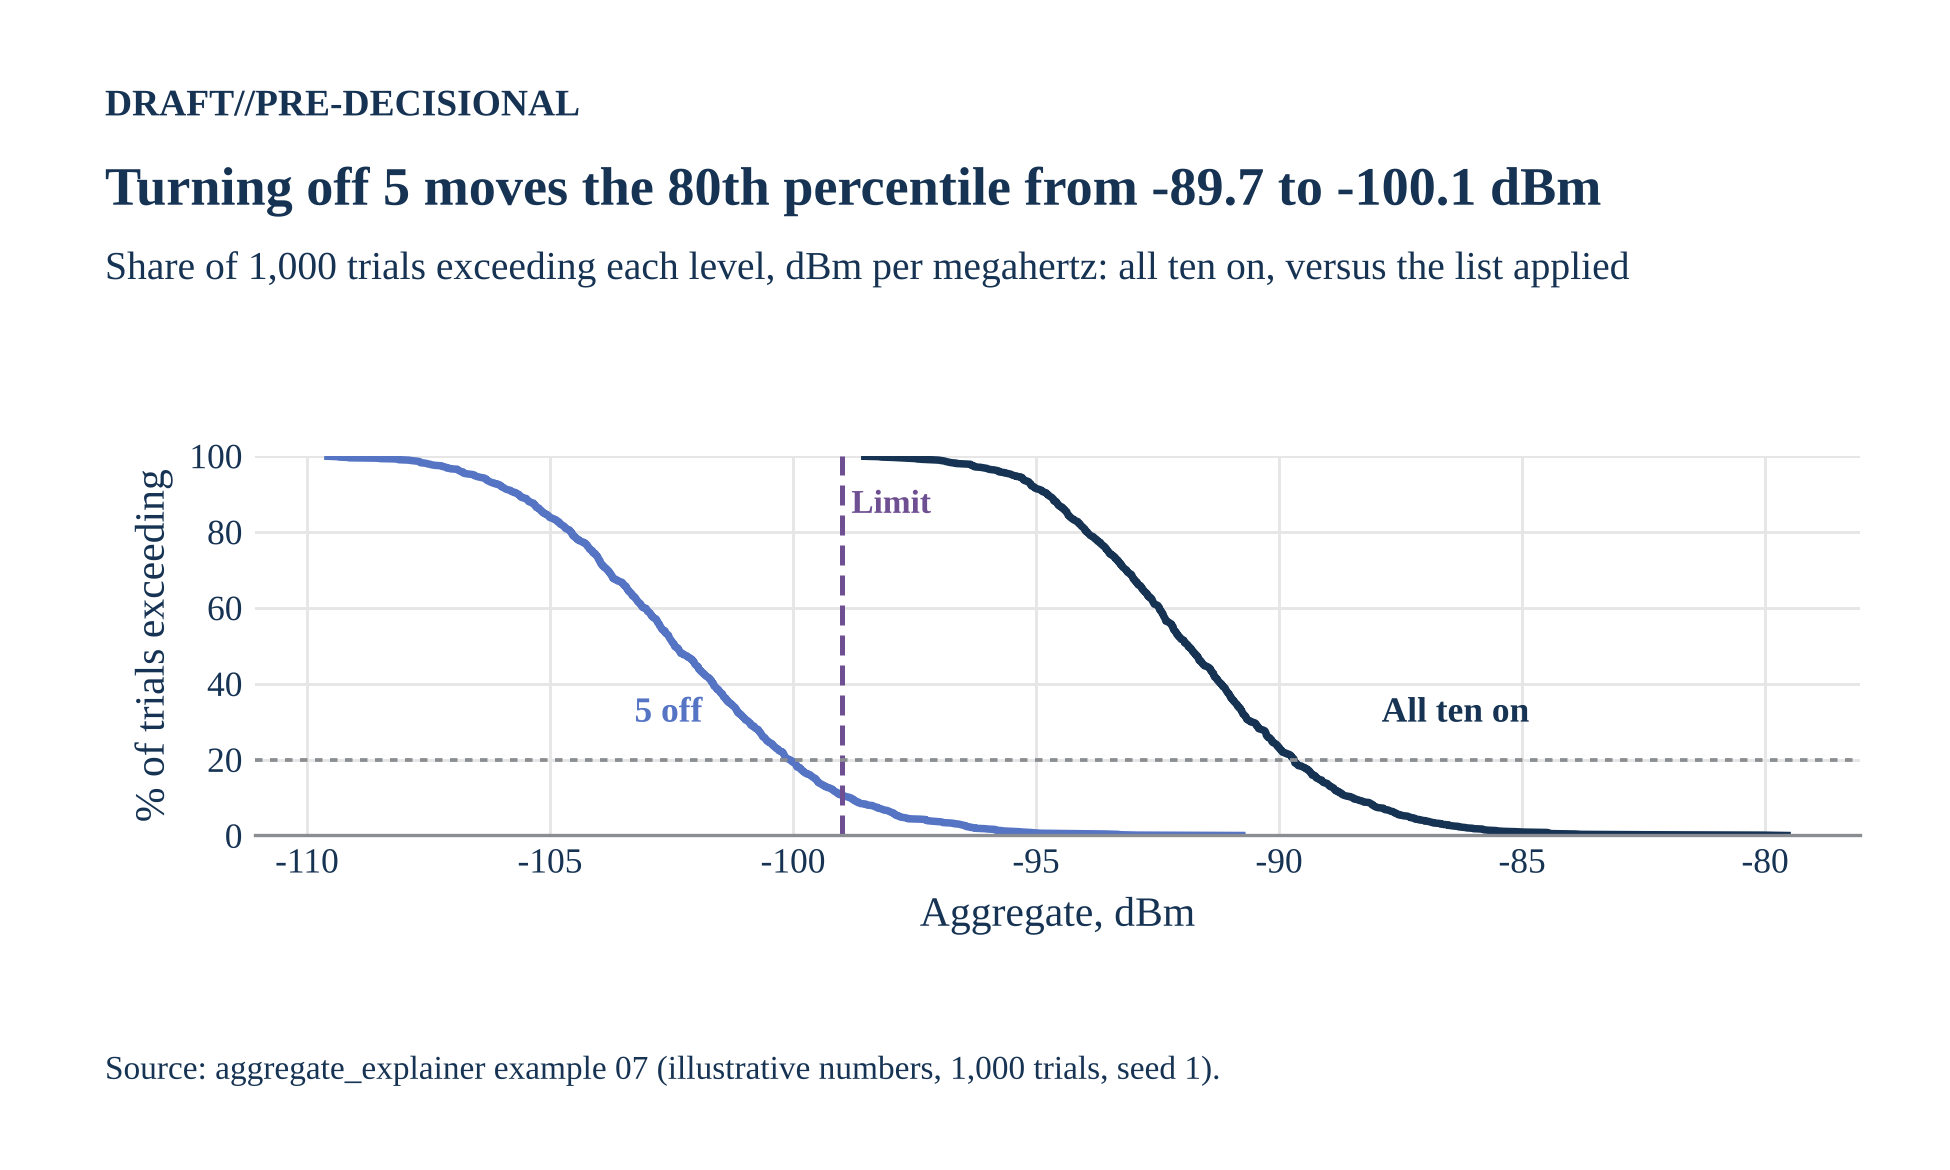 DRAFT//PRE-DECISIONAL
Turning off 5 moves the 80th percentile from -89.7 to -100.1 dBm
Share of 1,000 trials exceeding each level, dBm per megahertz: all ten on, versus the list applied
% of trials exceeding
100
80
60
40
20
0
Limit
5 off
All ten on
-110
-105
-100
-95
-90
-85
-80
Aggregate, dBm
Source: aggregate_explainer example 07 (illustrative numbers, 1,000 trials, seed 1).